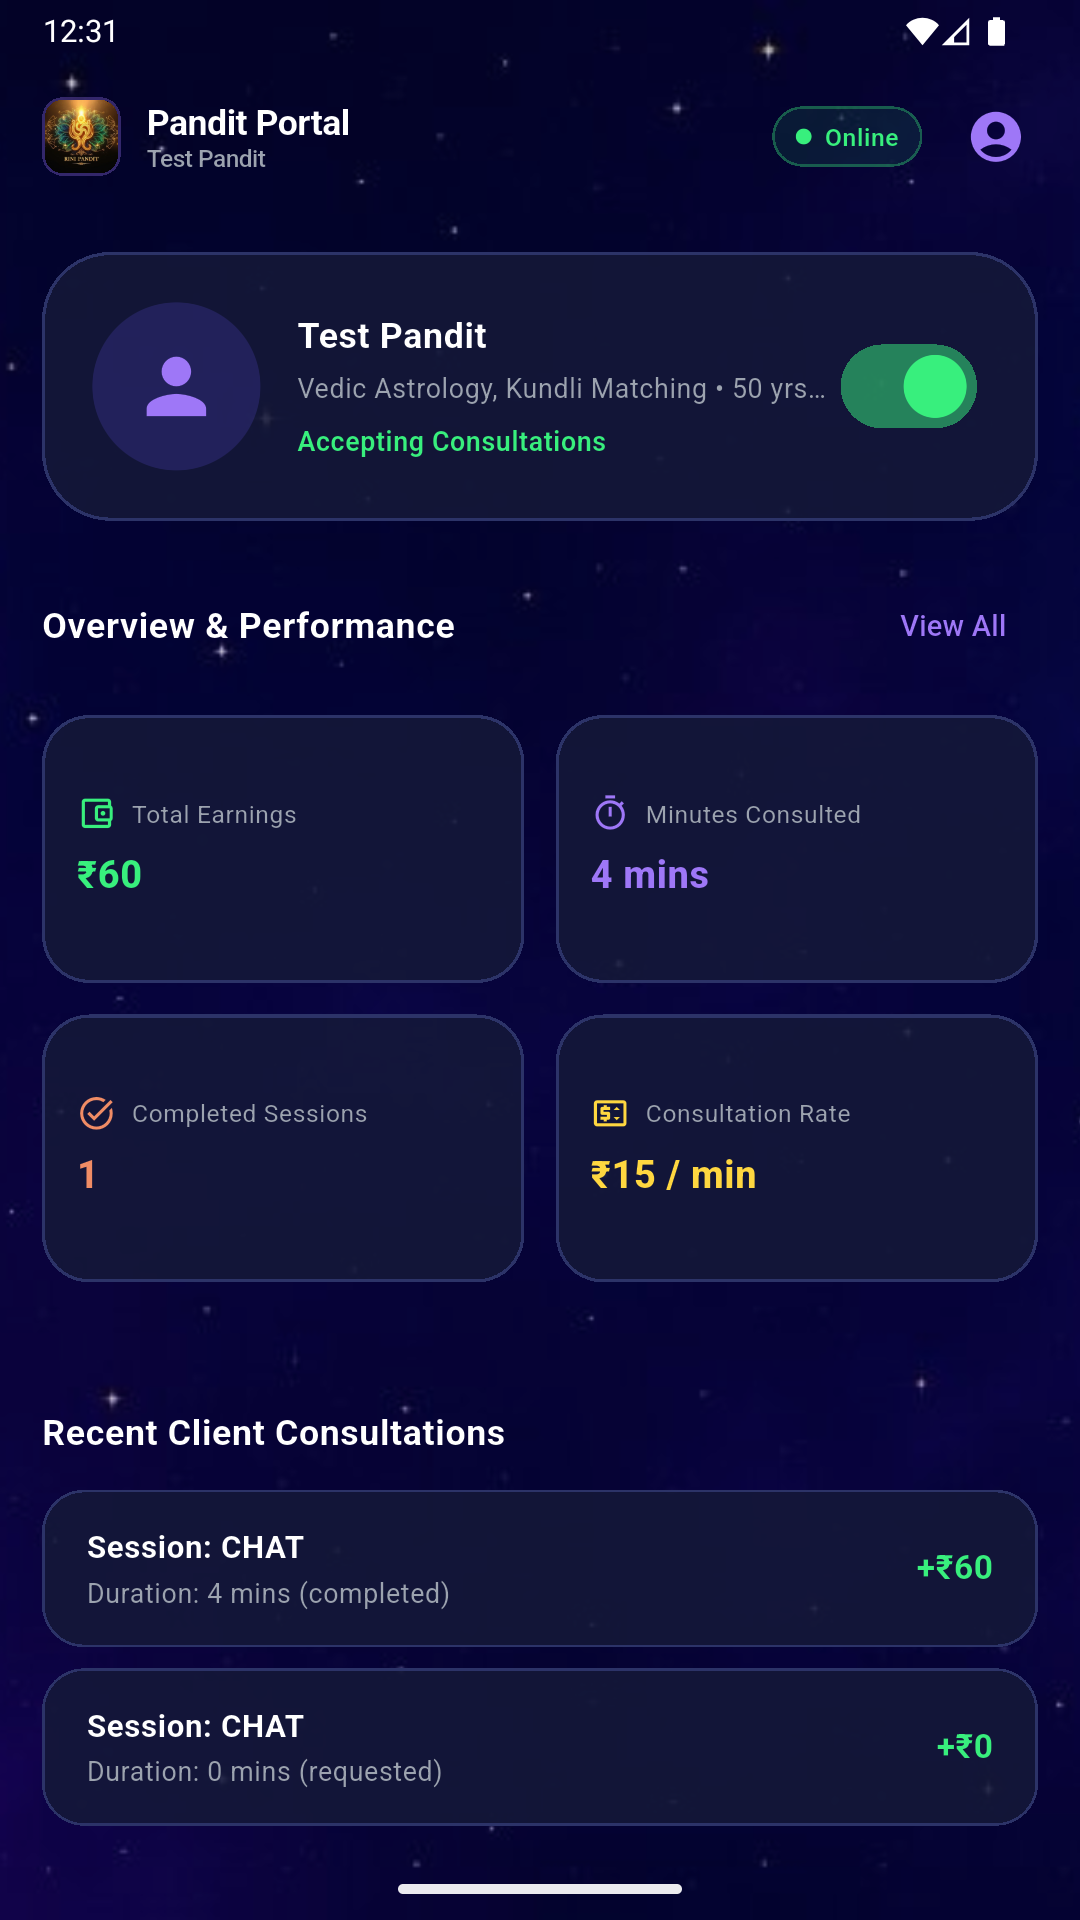 12:31
Pandit Portal
Test Pandit
Online
RINI PANDIT
Test Pandit
Vedic Astrology, Kundli Matching • 50 yrs...
Accepting Consultations
Overview & Performance
View All
Total Earnings
₹60
Minutes Consulted
4 mins
Completed Sessions
1
Consultation Rate
₹15 / min
Recent Client Consultations
Session: CHAT
Duration: 4 mins (completed)
+₹60
Session: CHAT
Duration: 0 mins (requested)
+₹0